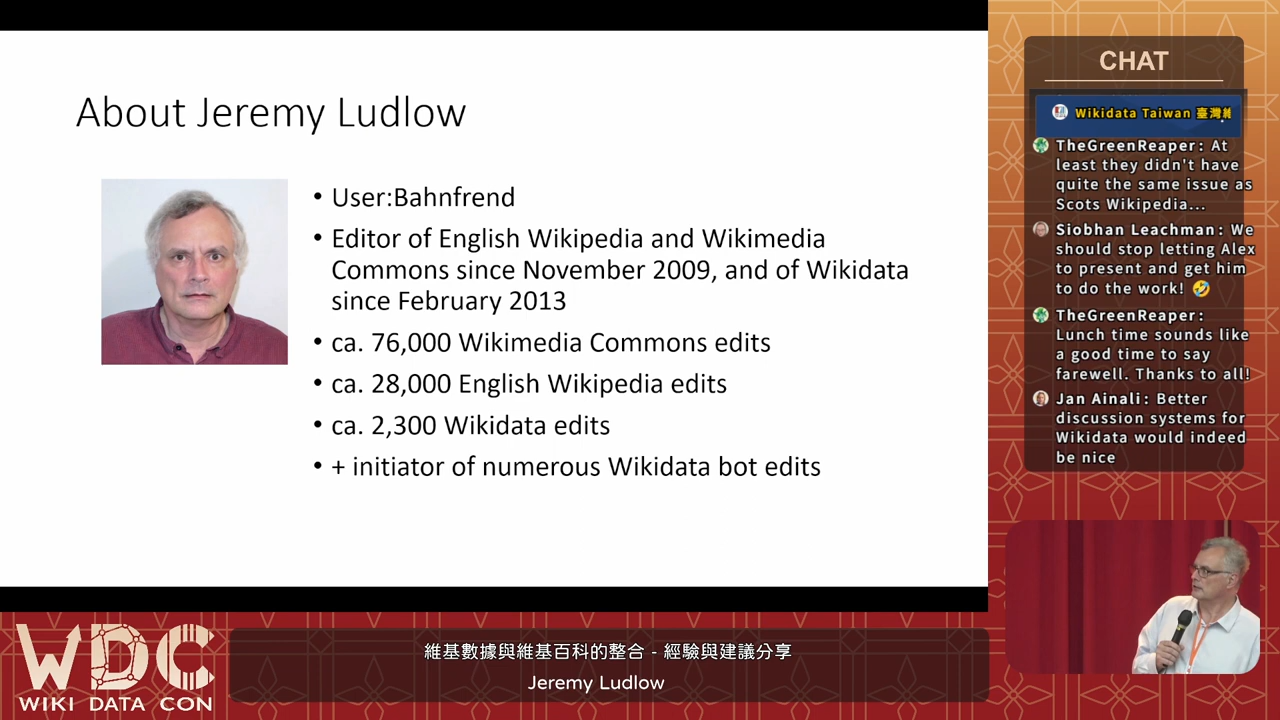 About Jeremy Ludlow
• User:Bahnfrend
• Editor of English Wikipedia and Wikimedia
Commons since November 2009, and of Wikidata
since February 2013
• ca. 76,000 Wikimedia Commons edits
• ca. 28,000 English Wikipedia edits
• ca. 2,300 Wikidata edits
• + initiator of numerous Wikidata bot edits
CHAT
Wikidata Taiwan 臺灣維
TheGreenReaper: At
least they didn't have
quite the same issue as
Scots Wikipedia...
Siobhan Leachman: We
should stop letting Alex
to present and get him
to do the work! 🤣
TheGreenReaper:
Lunch time sounds like
a good time to say
farewell. Thanks to all!
Jan Ainali: Better
discussion systems for
Wikidata would indeed
be nice
WDC
WIKI DATA CON
維基數據與維基百科的整合 - 經驗與建議分享
Jeremy Ludlow